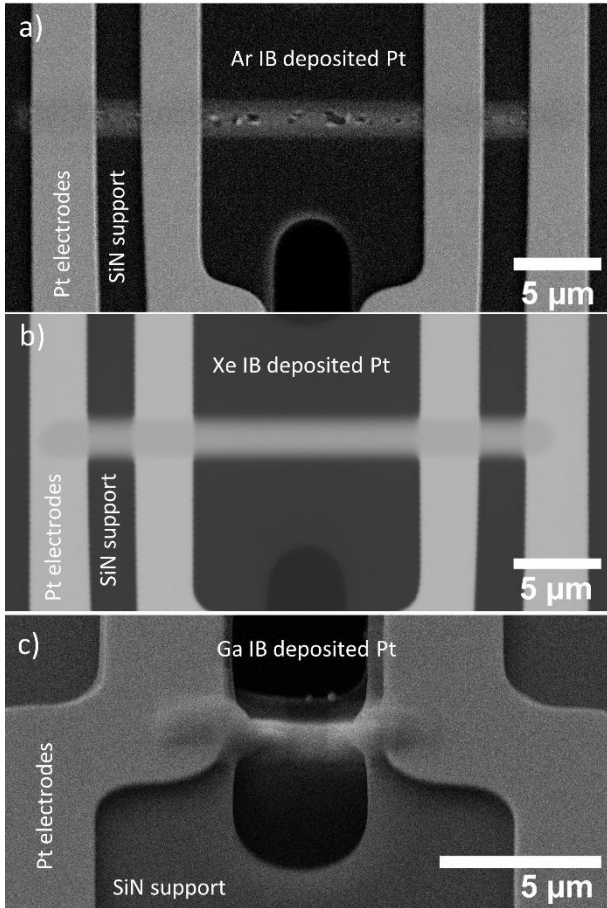 a)
Ar IB deposited Pt
Pt electrodes
SiN support
5 µm
b)
Xe IB deposited Pt
Pt electrodes
SiN support
5 µm
c)
Ga IB deposited Pt
Pt electrodes
SiN support
5 µm